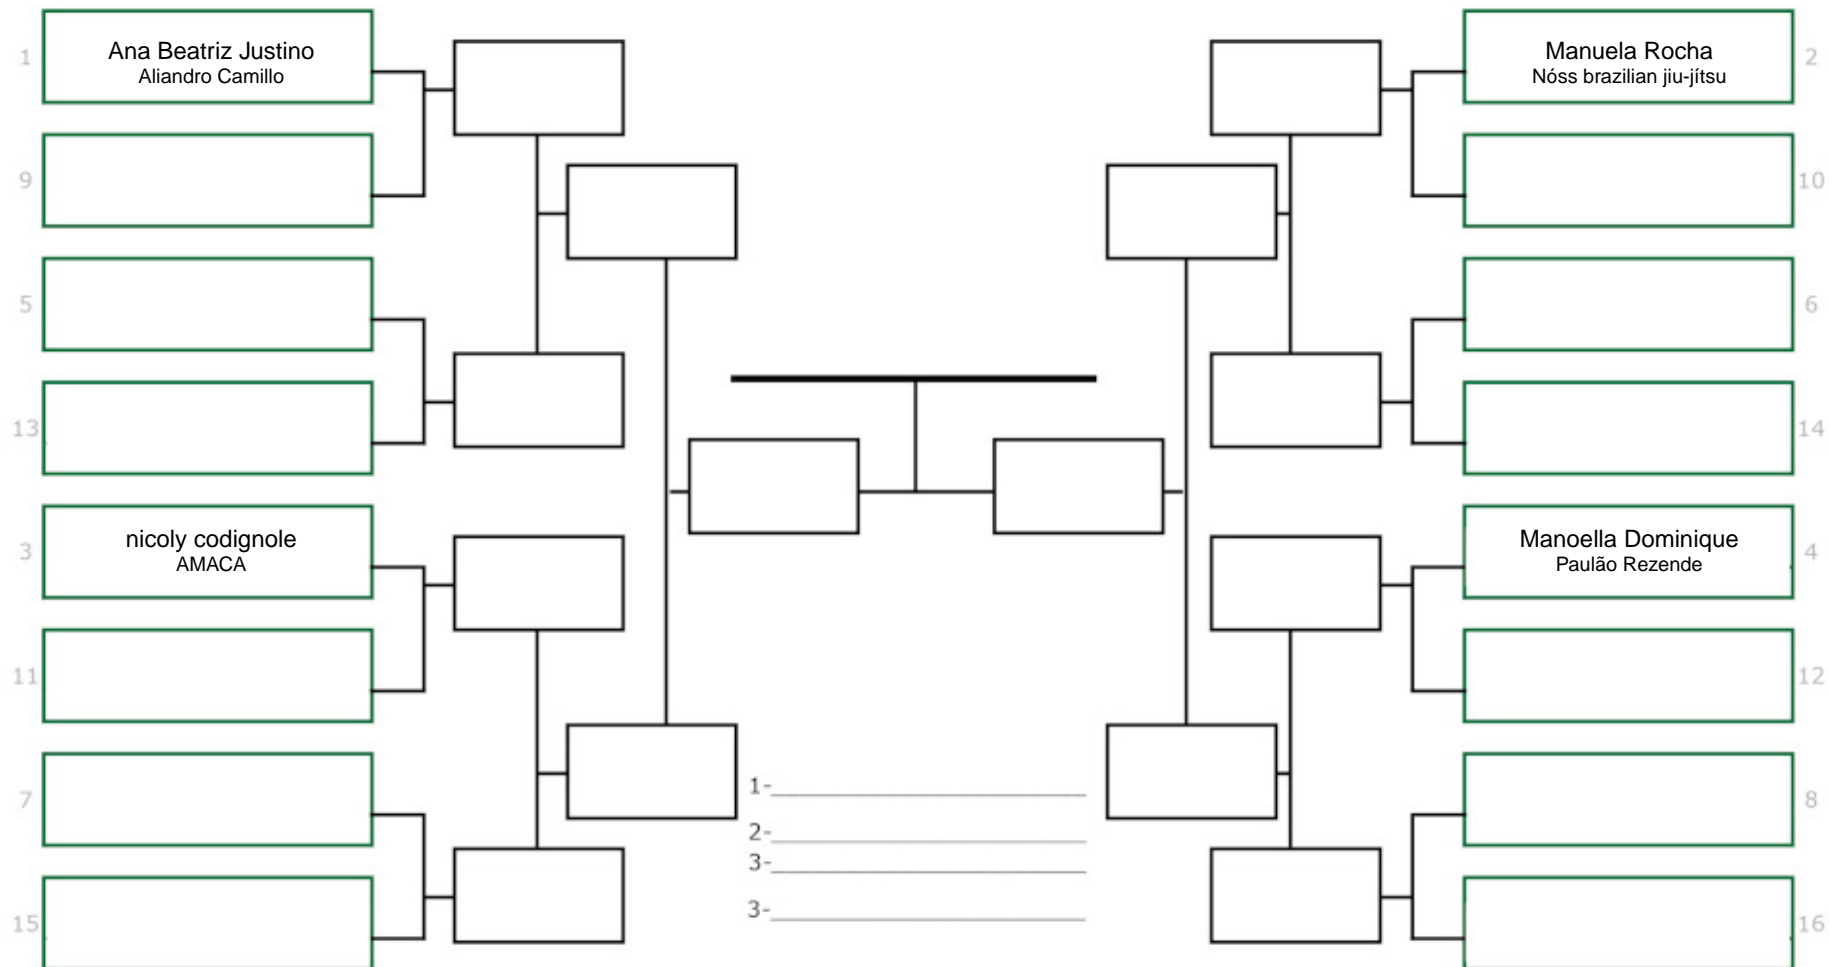 1
Ana Beatriz Justino
Aliandro Camillo
9
5
13
3
nicoly codignole
AMACA
11
7
15
1-
2-
3-
3-
Manuela Rocha
Nóss brazilian jiu-jítsu
2
10
6
14
Manoella Dominique
Paulão Rezende
4
12
8
16